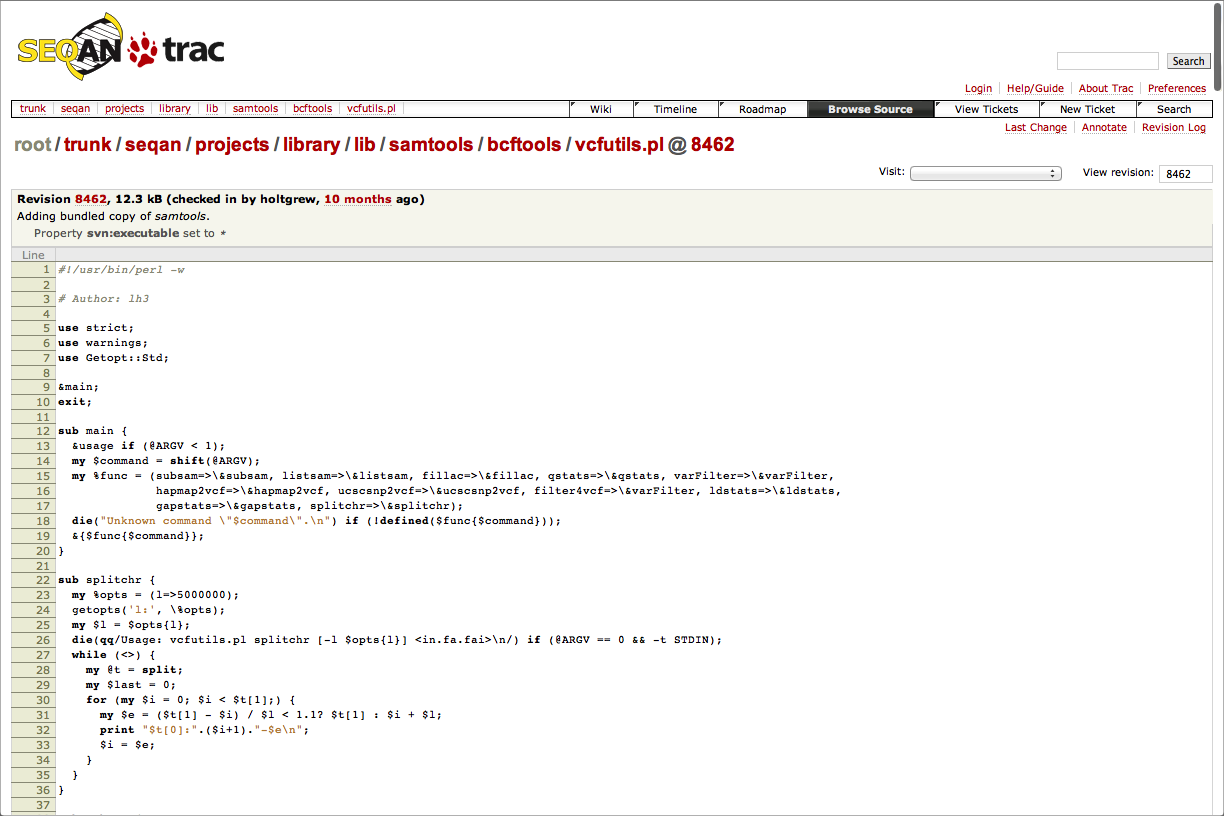 SEQAN trac
Search
Login Help/Guide About Trac Preferences
trunk seqan projects library lib samtools bcftools vcfutils.pl Wiki Timeline Roadmap Browse Source View Tickets New Ticket Search
Last Change Annotate Revision Log
root/trunk/seqan/projects/library/lib/samtools/bcftools/vcfutils.pl @ 8462
Visit: View revision: 8462
Revision 8462, 12.3 kB (checked in by holtgrew, 10 months ago)
Adding bundled copy of samtools.
Property svn:executable set to *
Line
1 #!/usr/bin/perl -w
2
3 # Author: lh3
4
5 use strict;
6 use warnings;
7 use Getopt::Std;
8
9 &main;
10 exit;
11
12 sub main {
13   &usage if (@ARGV < 1);
14   my $command = shift(@ARGV);
15   my %func = (subsam=>\&subsam, listsam=>\&listsam, fillac=>\&fillac, qstats=>\&qstats, varFilter=>\&varFilter,
16               hapmap2vcf=>\&hapmap2vcf, ucscsnp2vcf=>\&ucscsnp2vcf, filter4vcf=>\&varFilter, ldstats=>\&ldstats,
17               gapstats=>\&gapstats, splitchr=>\&splitchr);
18   die("Unknown command \"$command\".\n") if (!defined($func{$command}));
19   &{$func{$command}};
20 }
21
22 sub splitchr {
23   my %opts = (l=>5000000);
24   getopts('l:', \%opts);
25   my $l = $opts{l};
26   die(qq/Usage: vcfutils.pl splitchr [-l $opts{l}] <in.fa.fai>\n/) if (@ARGV == 0 && -t STDIN);
27   while (<>) {
28     my @t = split;
29     my $last = 0;
30     for (my $i = 0; $i < $t[1];) {
31       my $e = ($t[1] - $i) / $l < 1.1? $t[1] : $i + $l;
32       print "$t[0]:".($i+1)."-$e\n";
33       $i = $e;
34     }
35   }
36 }
37